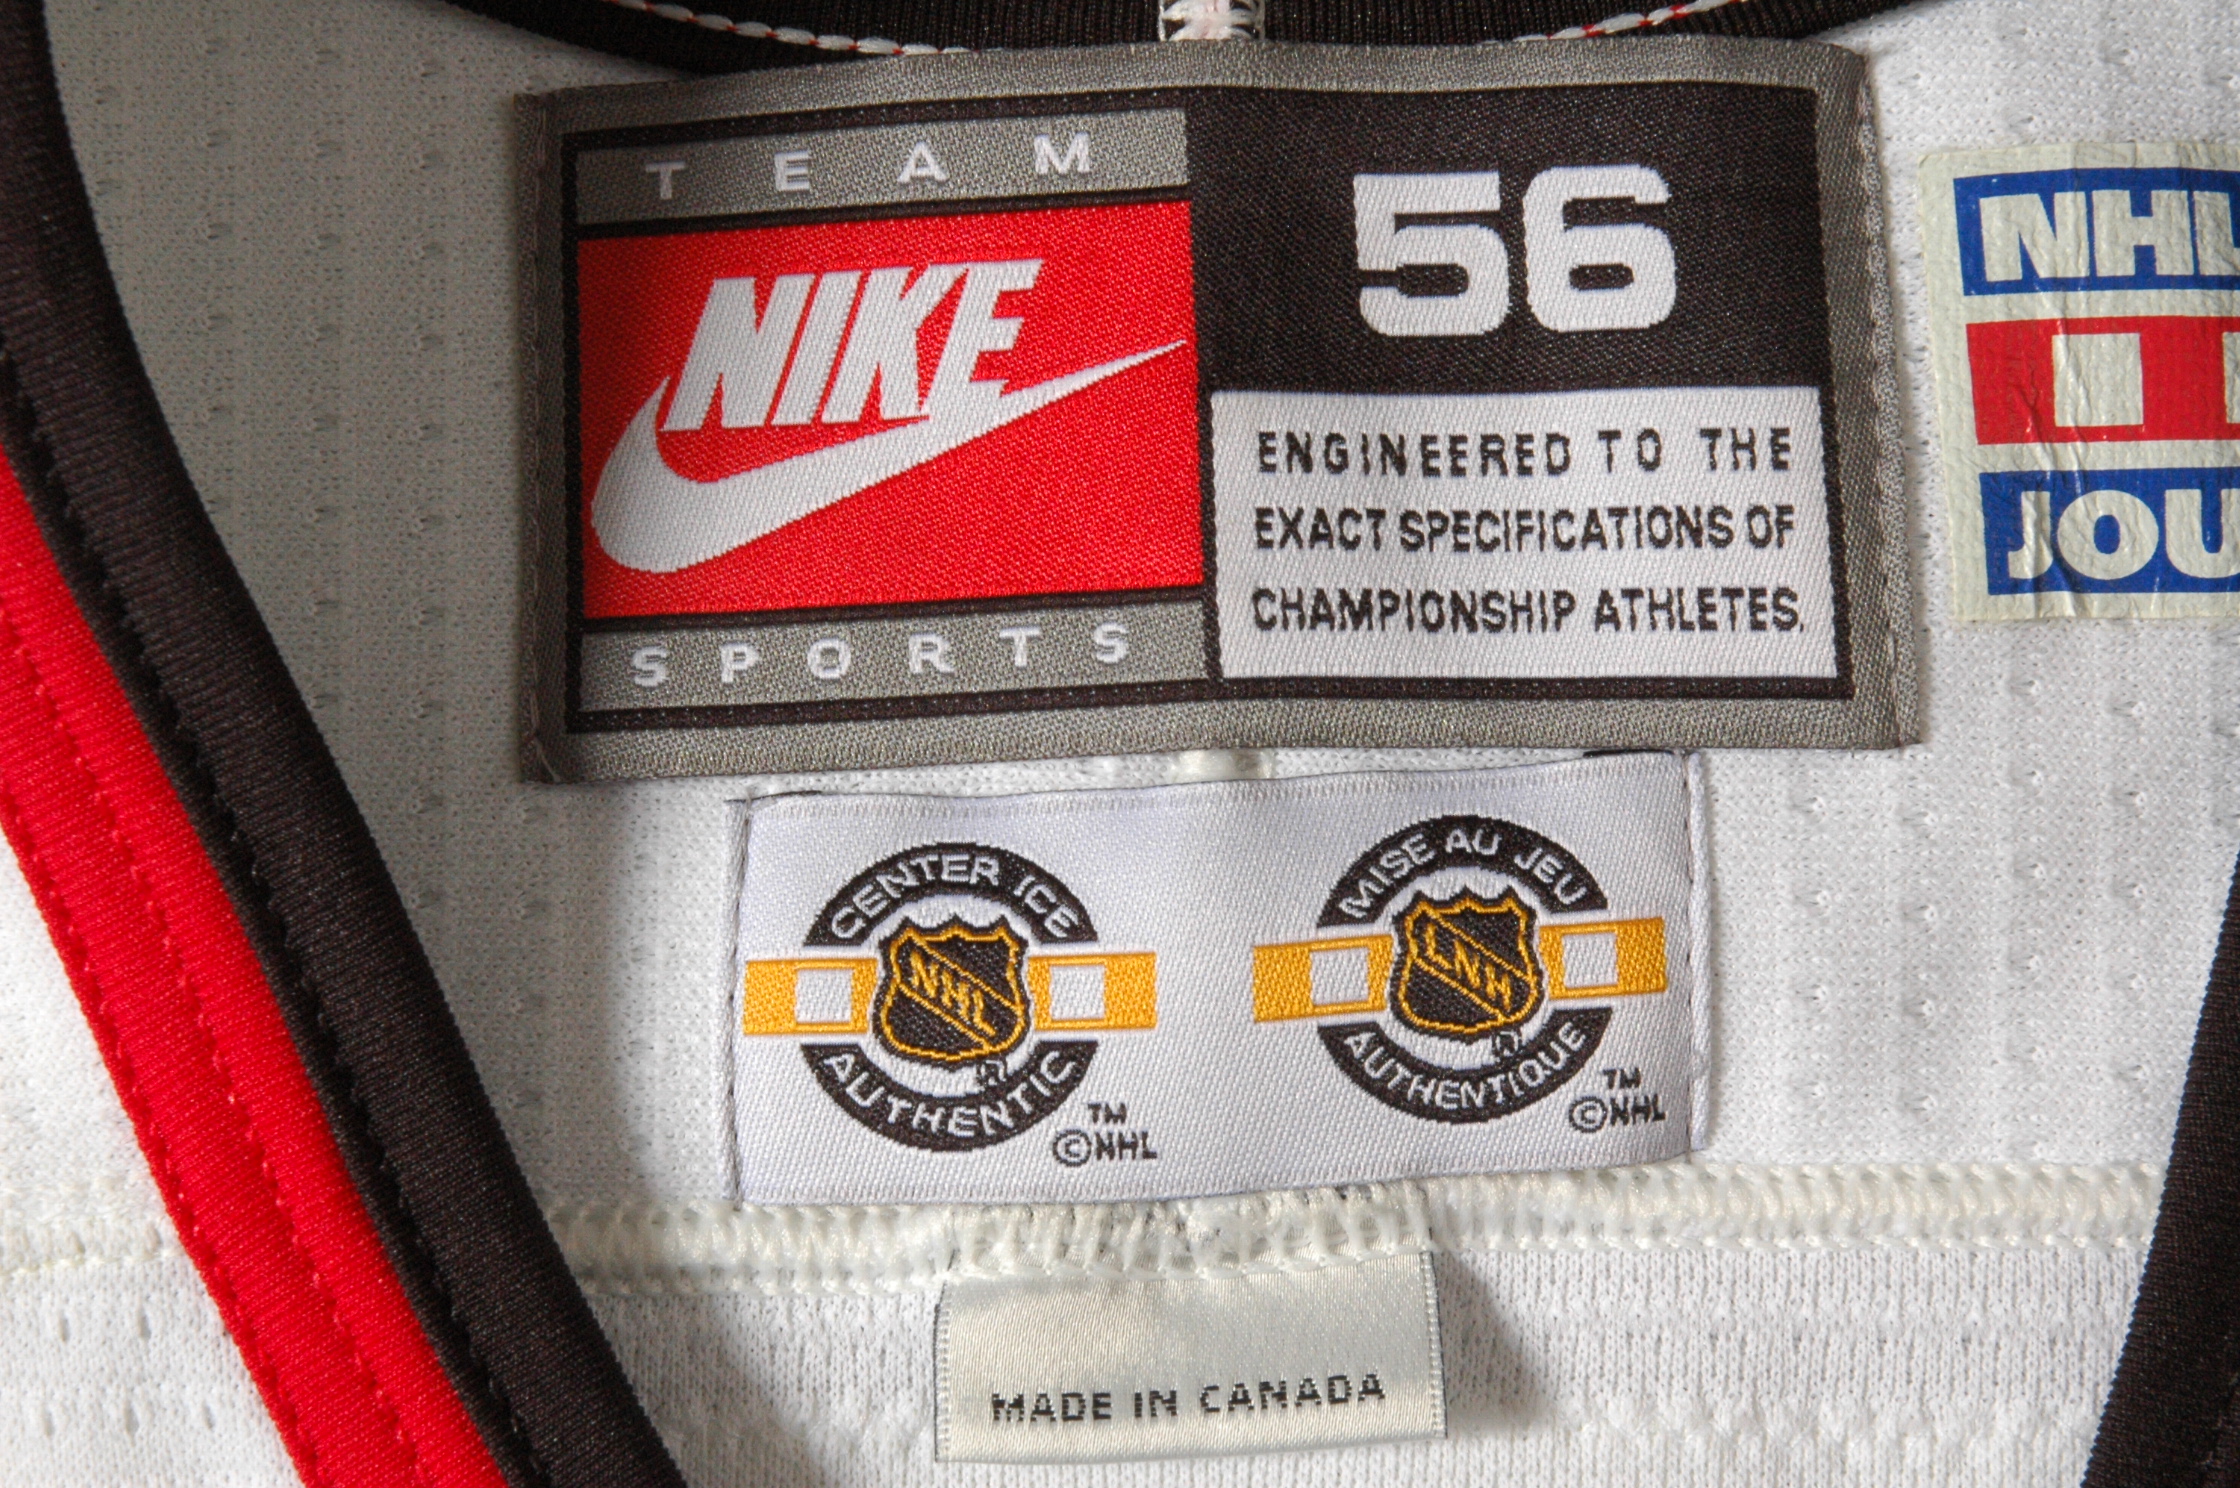 TEAM
NIKE
SPORTS
56
ENGINEERED TO THE
EXACT SPECIFICATIONS OF
CHAMPIONSHIP ATHLETES.
NHL
JOU
CENTER ICE
NHL
AUTHENTIC
TM
©NHL
MISE AU JEU
LNH
AUTHENTIQUE
TM
©NHL
MADE IN CANADA